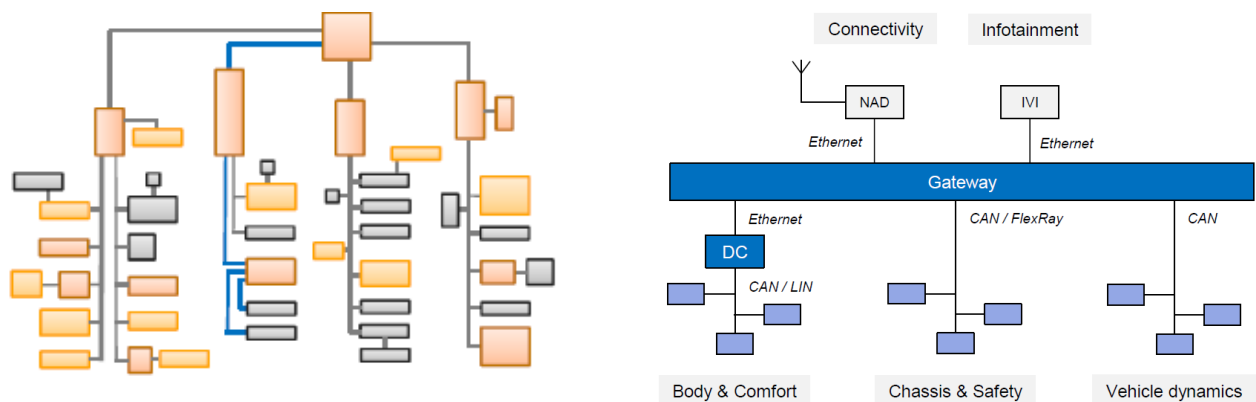 Connectivity
Infotainment
NAD
IVI
Ethernet
Ethernet
Gateway
Ethernet
CAN / FlexRay
CAN
DC
CAN / LIN
Body & Comfort
Chassis & Safety
Vehicle dynamics